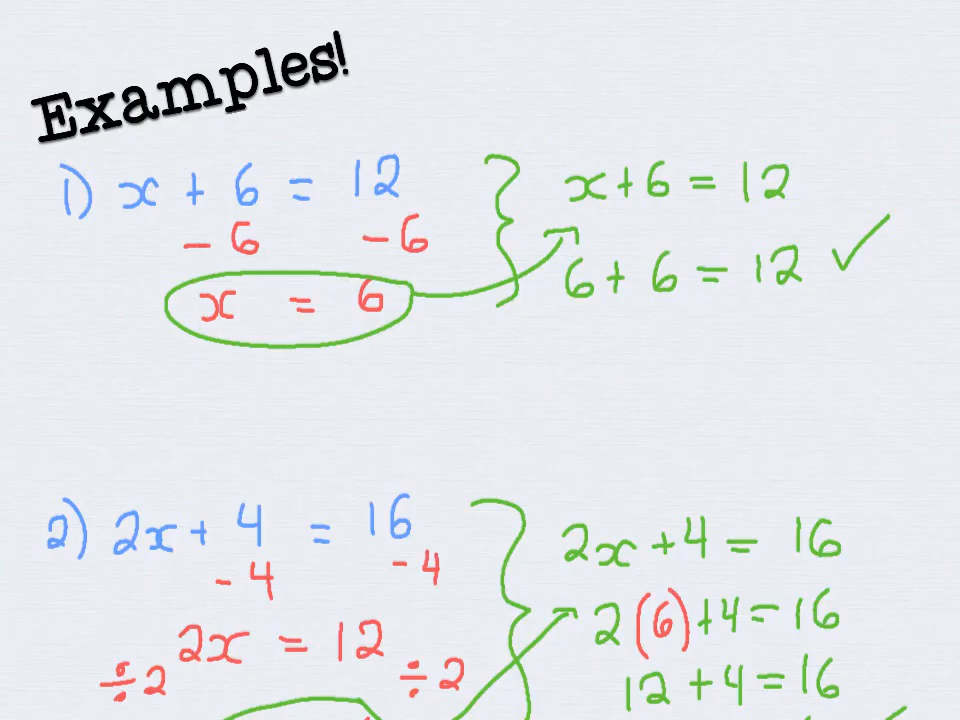 Examples!
1) x + 6 = 12
- 6 - 6
x = 6
x + 6 = 12
6 + 6 = 12 ✓
2) 2x + 4 = 16
- 4 - 4
2x = 12
÷2 ÷2
2x + 4 = 16
2(6) + 4 = 16
12 + 4 = 16